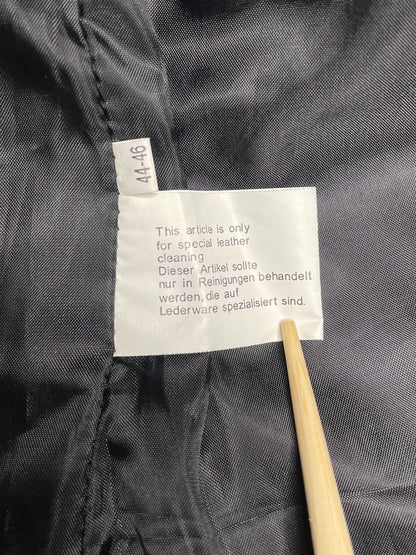 44-46
This article is only
for special leather
cleaning
Dieser Artikel sollte
nur in Reinigungen behandelt
werden, die auf
Lederware spezialisiert sind.